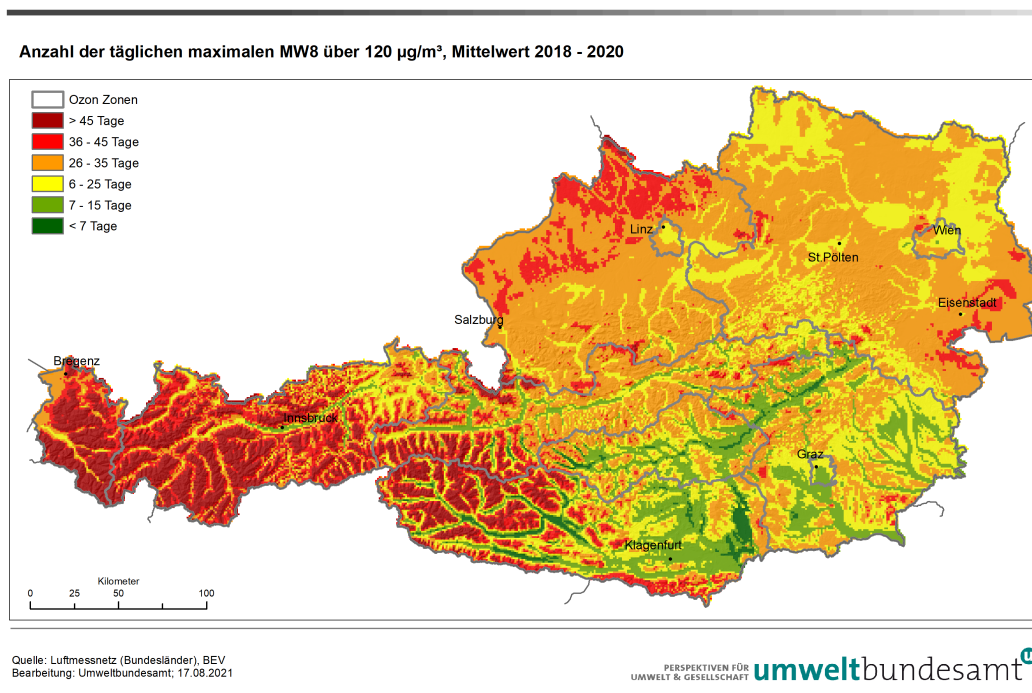 Anzahl der täglichen maximalen MW8 über 120 µg/m³, Mittelwert 2018 - 2020
Ozon Zonen
> 45 Tage
36 - 45 Tage
26 - 35 Tage
6 - 25 Tage
7 - 15 Tage
< 7 Tage
Linz
Wien
St.Pölten
Eisenstadt
Salzburg
Bregenz
Innsbruck
Graz
Klagenfurt
Kilometer
0 25 50 100
Quelle: Luftmessnetz (Bundesländer), BEV
Bearbeitung: Umweltbundesamt; 17.08.2021
PERSPEKTIVEN FÜR
UMWELT & GESELLSCHAFT
umweltbundesamt
u